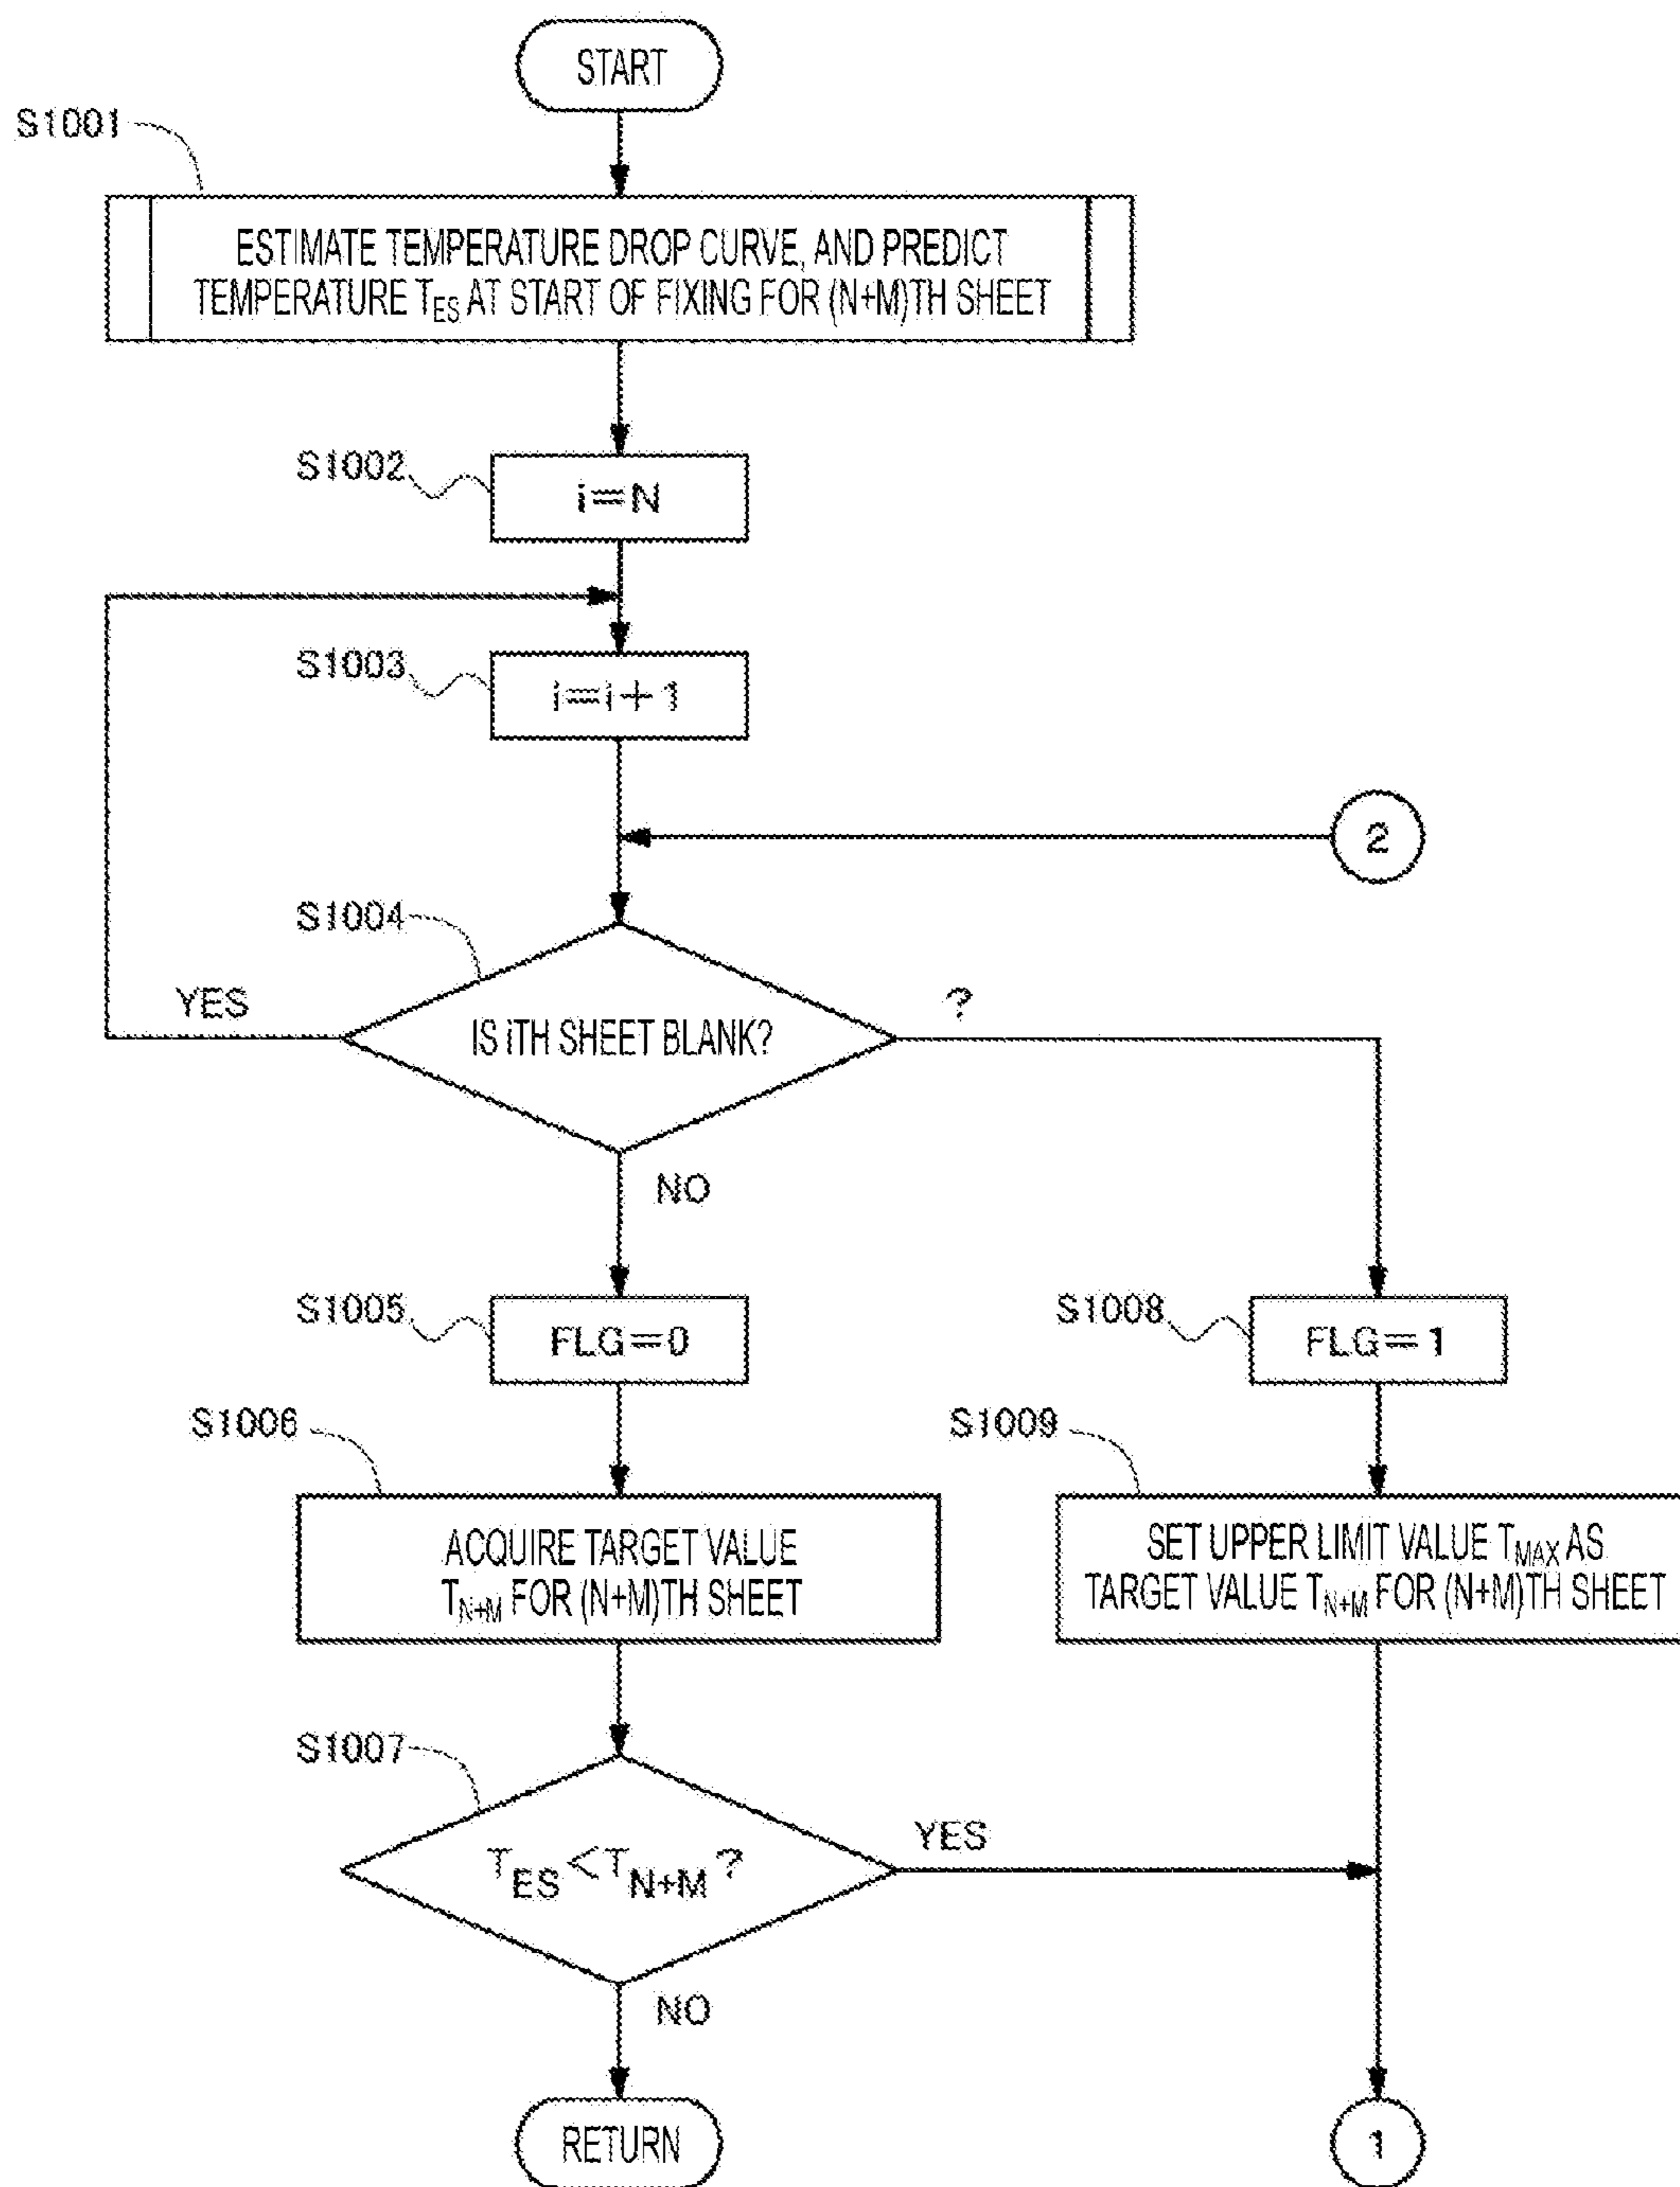 START
S1001
ESTIMATE TEMPERATURE DROP CURVE, AND PREDICT
TEMPERATURE TES AT START OF FIXING FOR (N+M)TH SHEET
S1002
i=N
S1003
i=i+1
2
S1004
YES
IS iTH SHEET BLANK?
?
NO
S1005
FLG=0
S1008
FLG=1
S1006
ACQUIRE TARGET VALUE
TN+M FOR (N+M)TH SHEET
S1009
SET UPPER LIMIT VALUE TMAX AS
TARGET VALUE TN+M FOR (N+M)TH SHEET
S1007
TES<TN+M?
YES
NO
RETURN
1